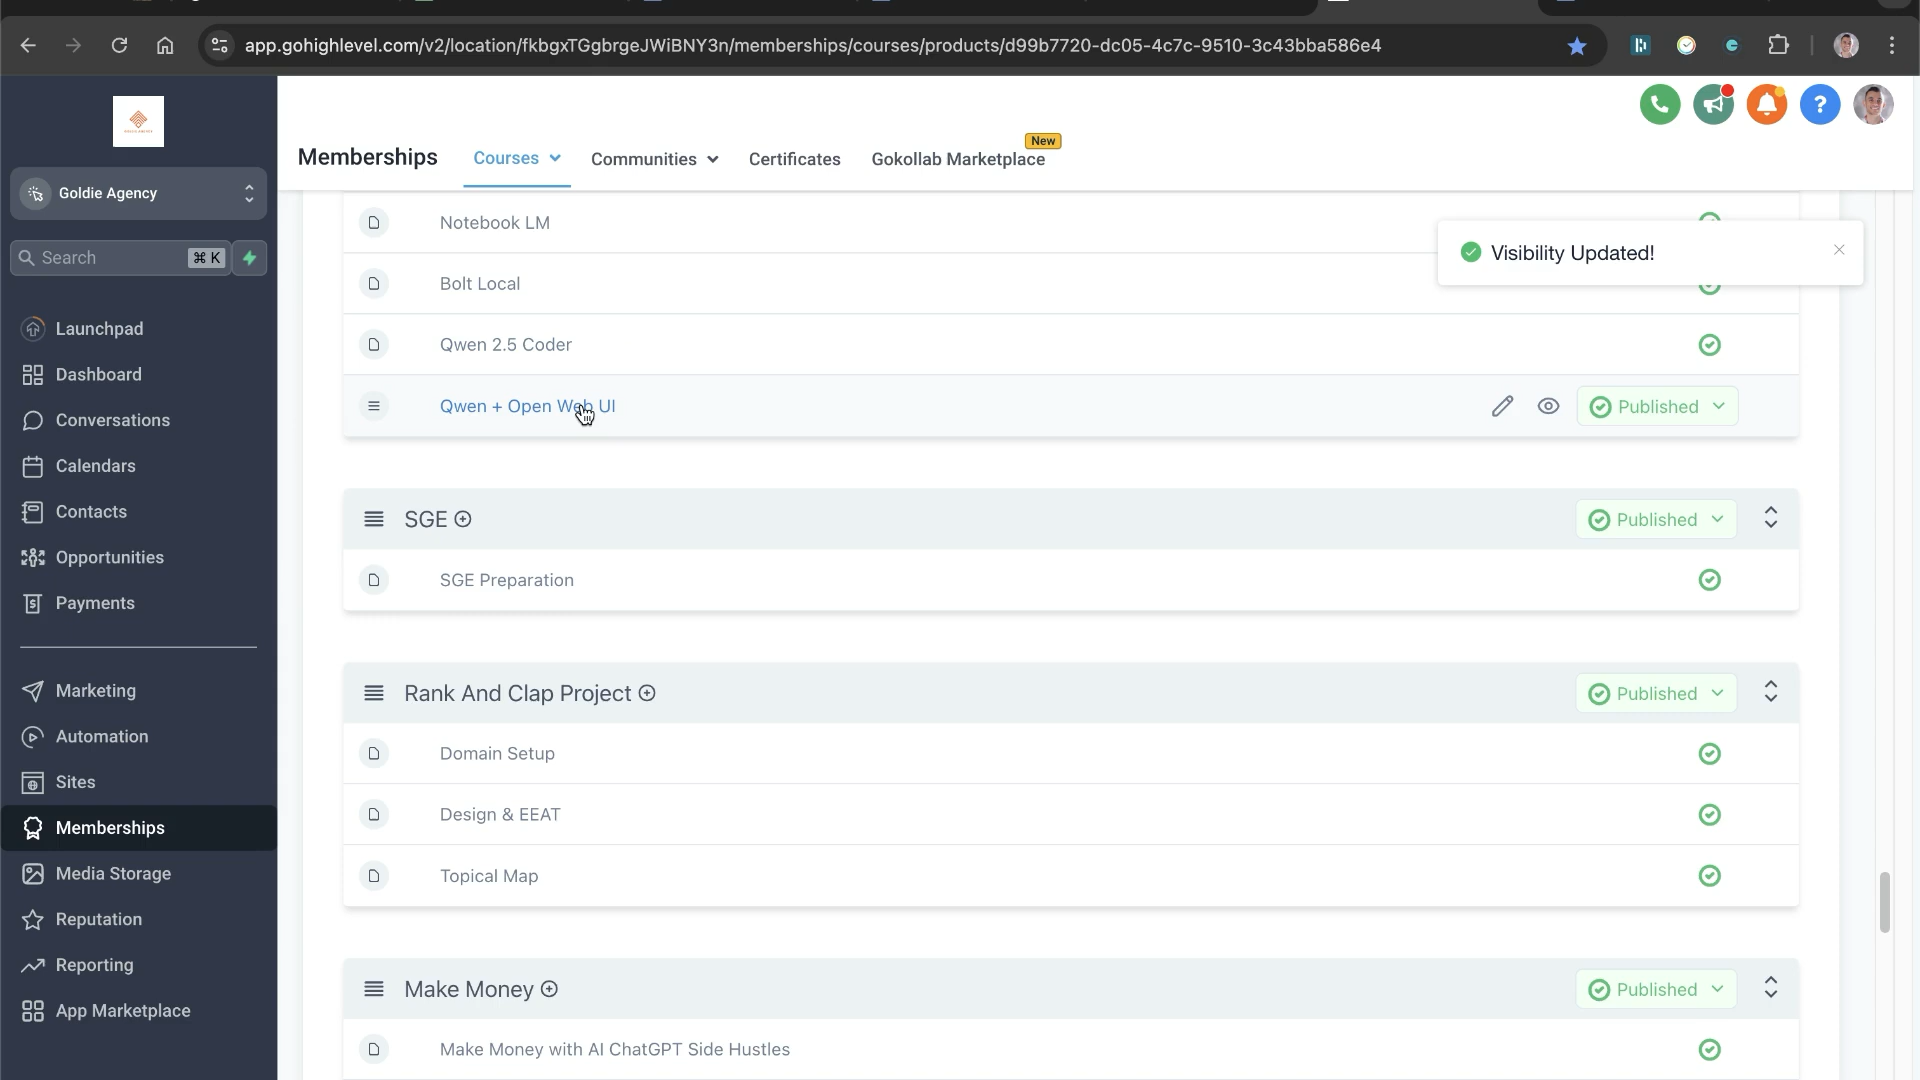 app.gohighlevel.com/v2/location/fkbgxTGgbrgeJWiBNY3n/memberships/courses/products/d99b7720-dc05-4c7c-9510-3c43bba586e4
Goldie Agency
Search ⌘ K
Launchpad
Dashboard
Conversations
Calendars
Contacts
Opportunities
Payments
Marketing
Automation
Sites
Memberships
Media Storage
Reputation
Reporting
App Marketplace
Memberships
Courses
Communities
Certificates
Gokollab Marketplace
New
Notebook LM
Visibility Updated!
Bolt Local
Qwen 2.5 Coder
Qwen + Open Web UI
Published
SGE
Published
SGE Preparation
Rank And Clap Project
Published
Domain Setup
Design & EEAT
Topical Map
Make Money
Published
Make Money with AI ChatGPT Side Hustles